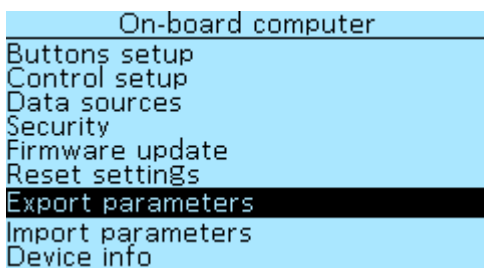 On-board computer
Buttons setup
Control setup
Data sources
Security
Firmware update
Reset settings
Export parameters
Import parameters
Device info